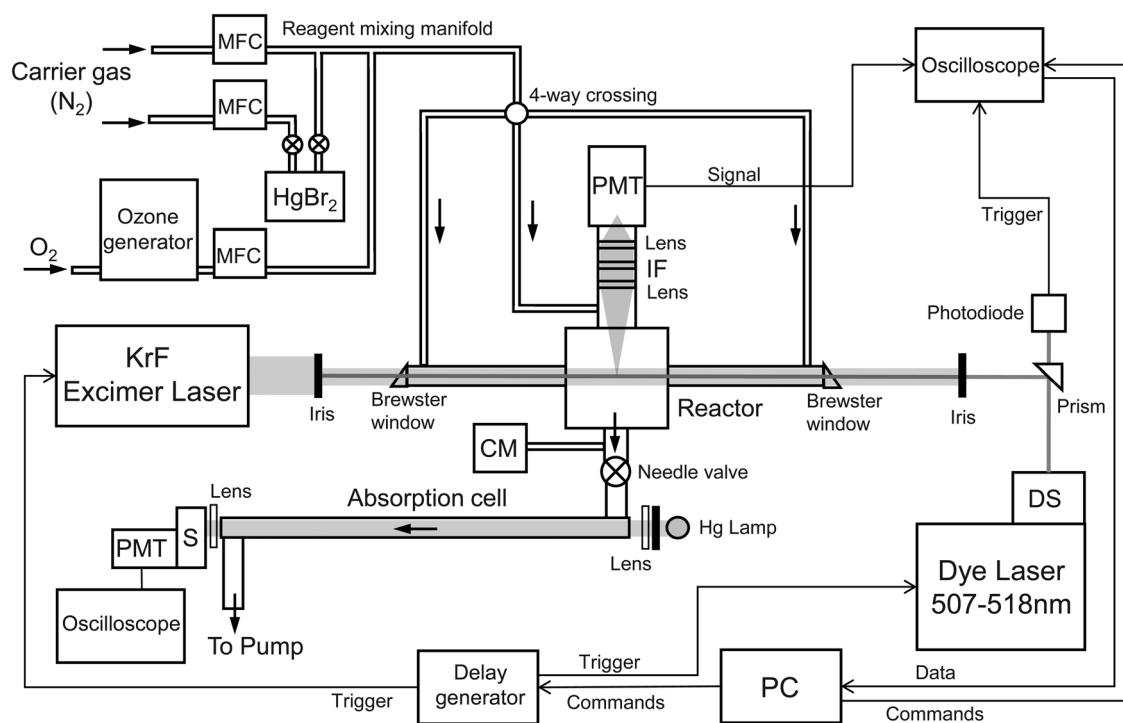 MFC
Reagent mixing manifold
Carrier gas
(N₂)
MFC
4-way crossing
Oscilloscope
HgBr₂
PMT
Signal
Trigger
Ozone
generator
O₂
MFC
Lens
IF
Lens
Photodiode
KrF
Excimer Laser
Iris
Brewster
window
Reactor
Brewster
window
Iris
Prism
CM
Needle valve
Lens
Absorption cell
DS
PMT
S
Lens
Hg Lamp
Dye Laser
507-518nm
Oscilloscope
To Pump
Trigger
Delay
generator
Trigger
Commands
PC
Data
Commands